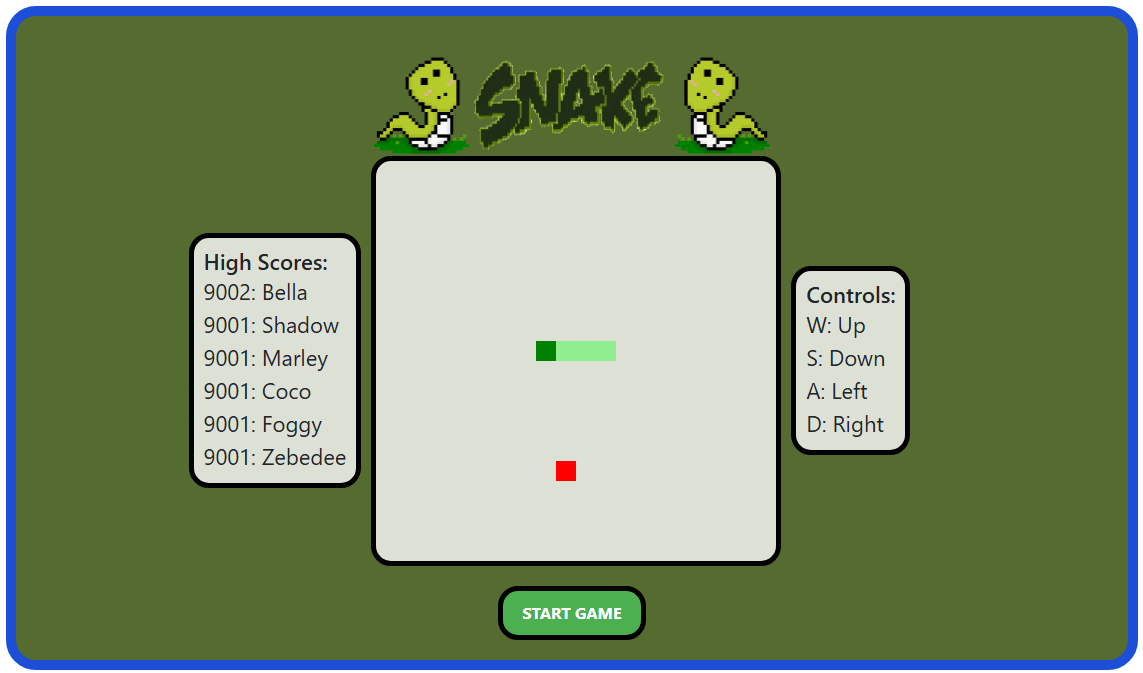 SNAKE
High Scores:
9002: Bella
9001: Shadow
9001: Marley
9001: Coco
9001: Foggy
9001: Zebedee
Controls:
W: Up
S: Down
A: Left
D: Right
START GAME